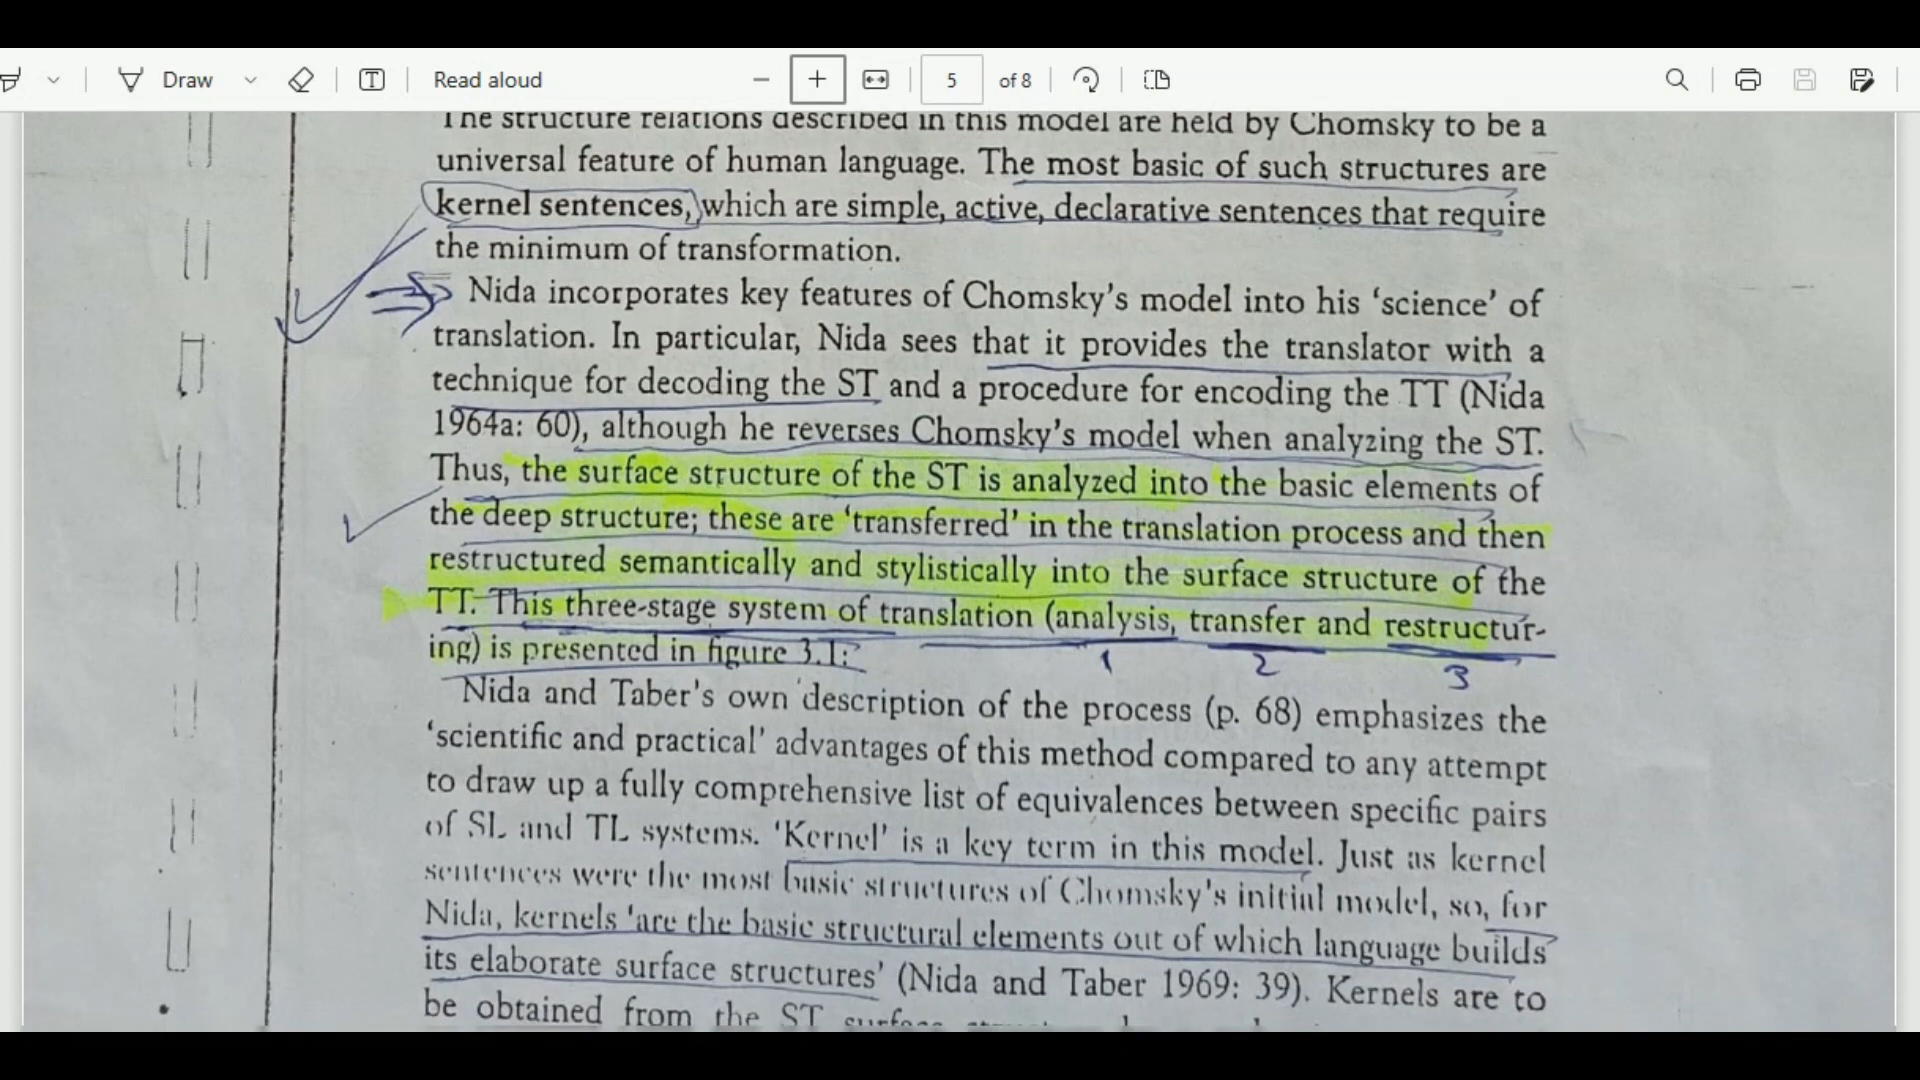 Draw
Read aloud
5 of 8
The structure relations described in this model are held by Chomsky to be a
universal feature of human language. The most basic of such structures are
kernel sentences, which are simple, active, declarative sentences that require
the minimum of transformation.
Nida incorporates key features of Chomsky's model into his 'science' of
translation. In particular, Nida sees that it provides the translator with a
technique for decoding the ST and a procedure for encoding the TT (Nida
1964a: 60), although he reverses Chomsky's model when analyzing the ST.
Thus, the surface structure of the ST is analyzed into the basic elements of
the deep structure; these are 'transferred' in the translation process and then
restructured semantically and stylistically into the surface structure of the
TT. This three-stage system of translation (analysis, transfer and restructur-
ing) is presented in figure 3.1:
1 2 3
Nida and Taber's own description of the process (p. 68) emphasizes the
'scientific and practical' advantages of this method compared to any attempt
to draw up a fully comprehensive list of equivalences between specific pairs
of SL and TL systems. 'Kernel' is a key term in this model. Just as kernel
sentences were the most basic structures of Chomsky's initial model, so, for
Nida, kernels 'are the basic structural elements out of which language builds
its elaborate surface structures' (Nida and Taber 1969: 39). Kernels are to
be obtained from the ST